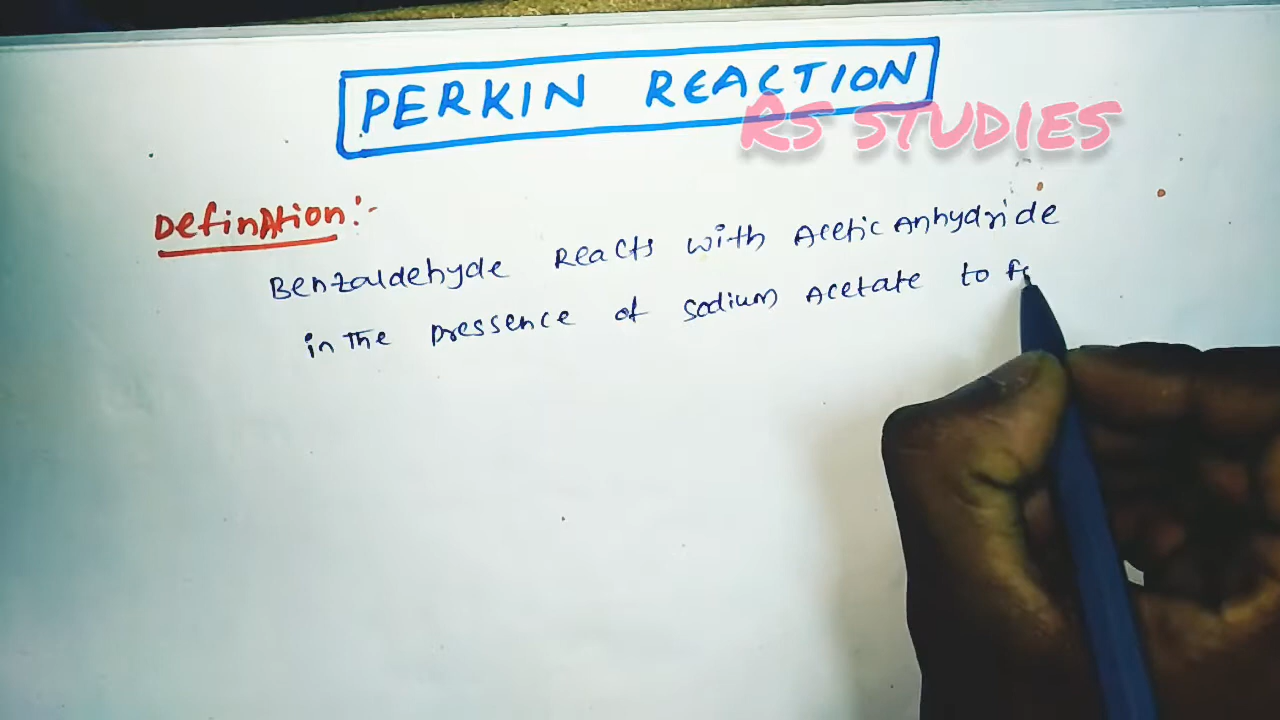 PERKIN REACTION
RS STUDIES
Defination:-
Benzaldehyde Reacts with Acetic Anhydride
in The pressence of sodium Acetate to